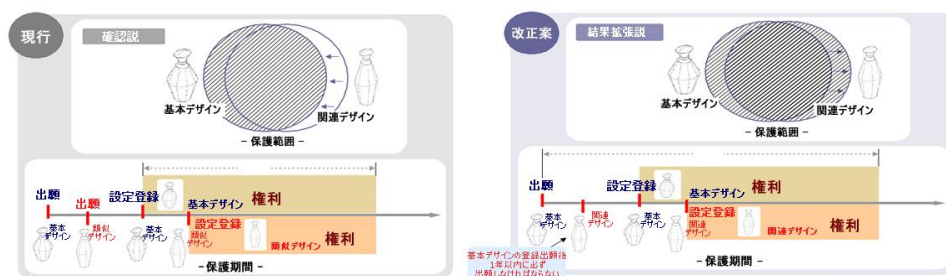 現行
確認説
基本デザイン
関連デザイン
- 保護範囲 -
出願
出願
設定登録
基本デザイン
権利
設定登録
基本
デザイン
類似
デザイン
基本
デザイン
類似
デザイン
類似デザイン
権利
- 保護期間 -
改正案
結果拡張説
基本デザイン
関連デザイン
- 保護範囲 -
出願
設定登録
基本デザイン
権利
設定登録
基本
デザイン
関連
デザイン
基本
デザイン
関連
デザイン
関連デザイン
権利
基本デザインの登録出願後
1年以内に必ず
出願しなければならない
- 保護期間 -